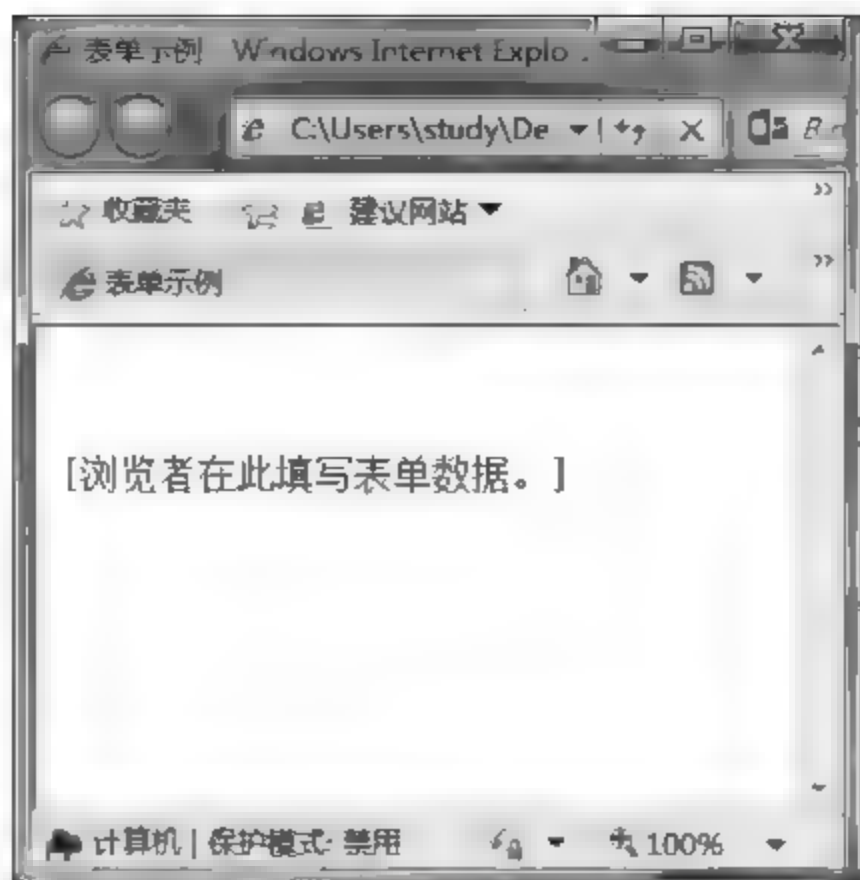 表单示例 Windows Internet Explo...
C:\Users\study\De
收藏夹 建议网站
表单示例
[浏览者在此填写表单数据。]
计算机 | 保护模式: 禁用 100%